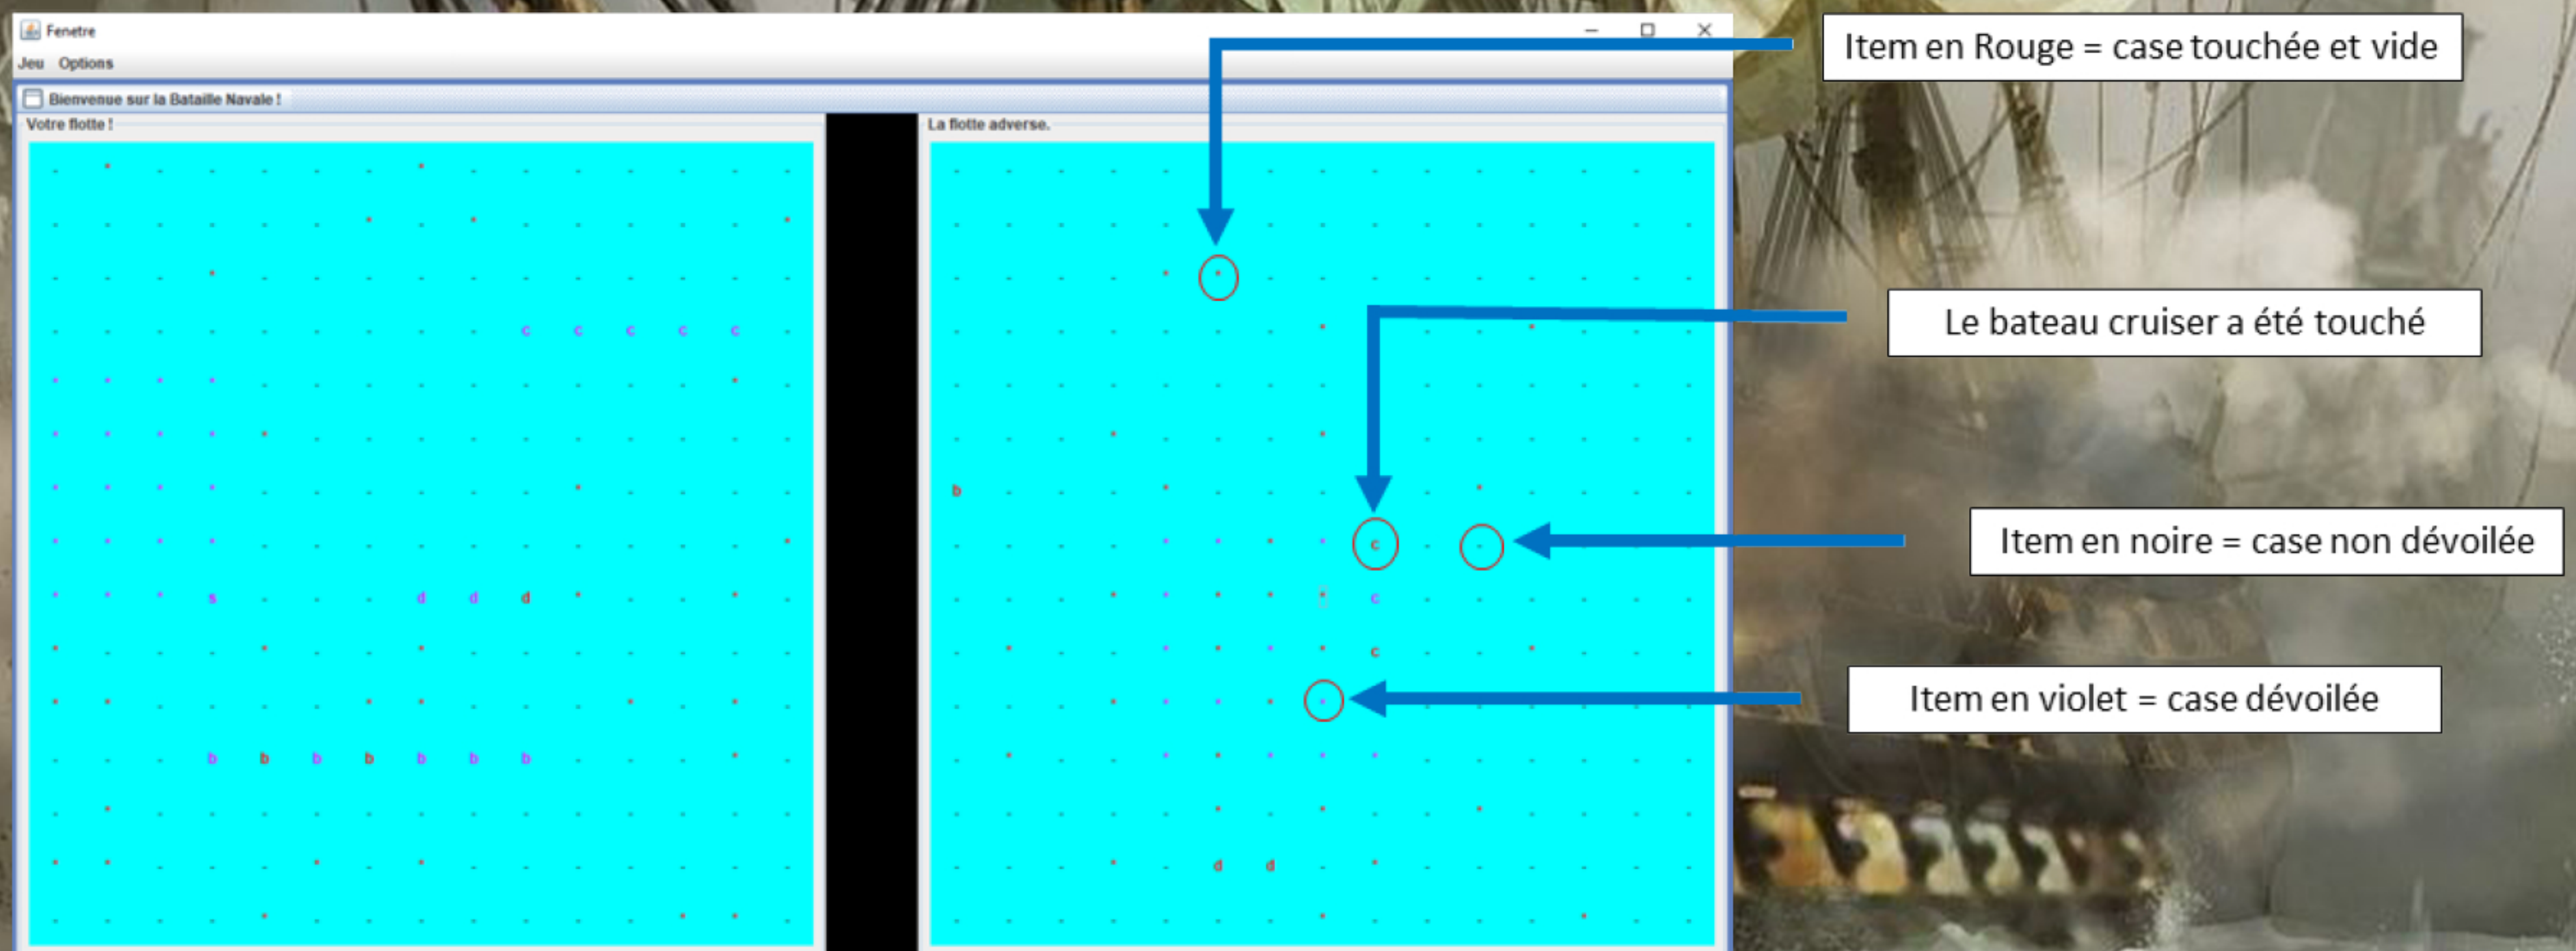 Fenetre
Jeu Options
Bienvenue sur la Bataille Navale !
Votre flotte !
- * - - - - - * - - - - - - -
- - - - - - * - * - - - - - *
- - - * - - - - - - - - - - -
- - - - - - - - - c c c c c -
* * * * - - - - - - - - - * -
* * * * * - - - - - - - - - -
* * * * - - - - - - * - - - -
* * * * - - - - - - - - - - *
* * * s - - - d d d * - - * -
* - - - * - - * - - - - - - -
* * - - - - * * - - - * - * -
- - - b b b b b b b - - - * -
- * - - - - - - - - - - - - -
* * - - - * - * - - - - - - -
- - - - * - - - - - - - * * -
La flotte adverse.
- - - - - - - - - - - - - -
- - - - - - - - - - - - - -
- - - - * * - - - - - - - - -
- - - - - - - * - - - * - - -
- - - - - - - - - - - - - -
- - - * - - - * - - - - - -
b - - - * - - - - * - - - -
- - - - * * * * c - - - - - -
- - - * * * * * c - - - - - -
- * - - * * * * c - - * - - -
- - - * * * * * - - - - - -
- * - - * * * * * - - - - - -
- - - - - * - * - - * - - - -
- - - * - d d - * - - - - - -
- - - - - - - * - - - - * - -
Item en Rouge = case touchée et vide
Le bateau cruiser a été touché
Item en noire = case non dévoilée
Item en violet = case dévoilée